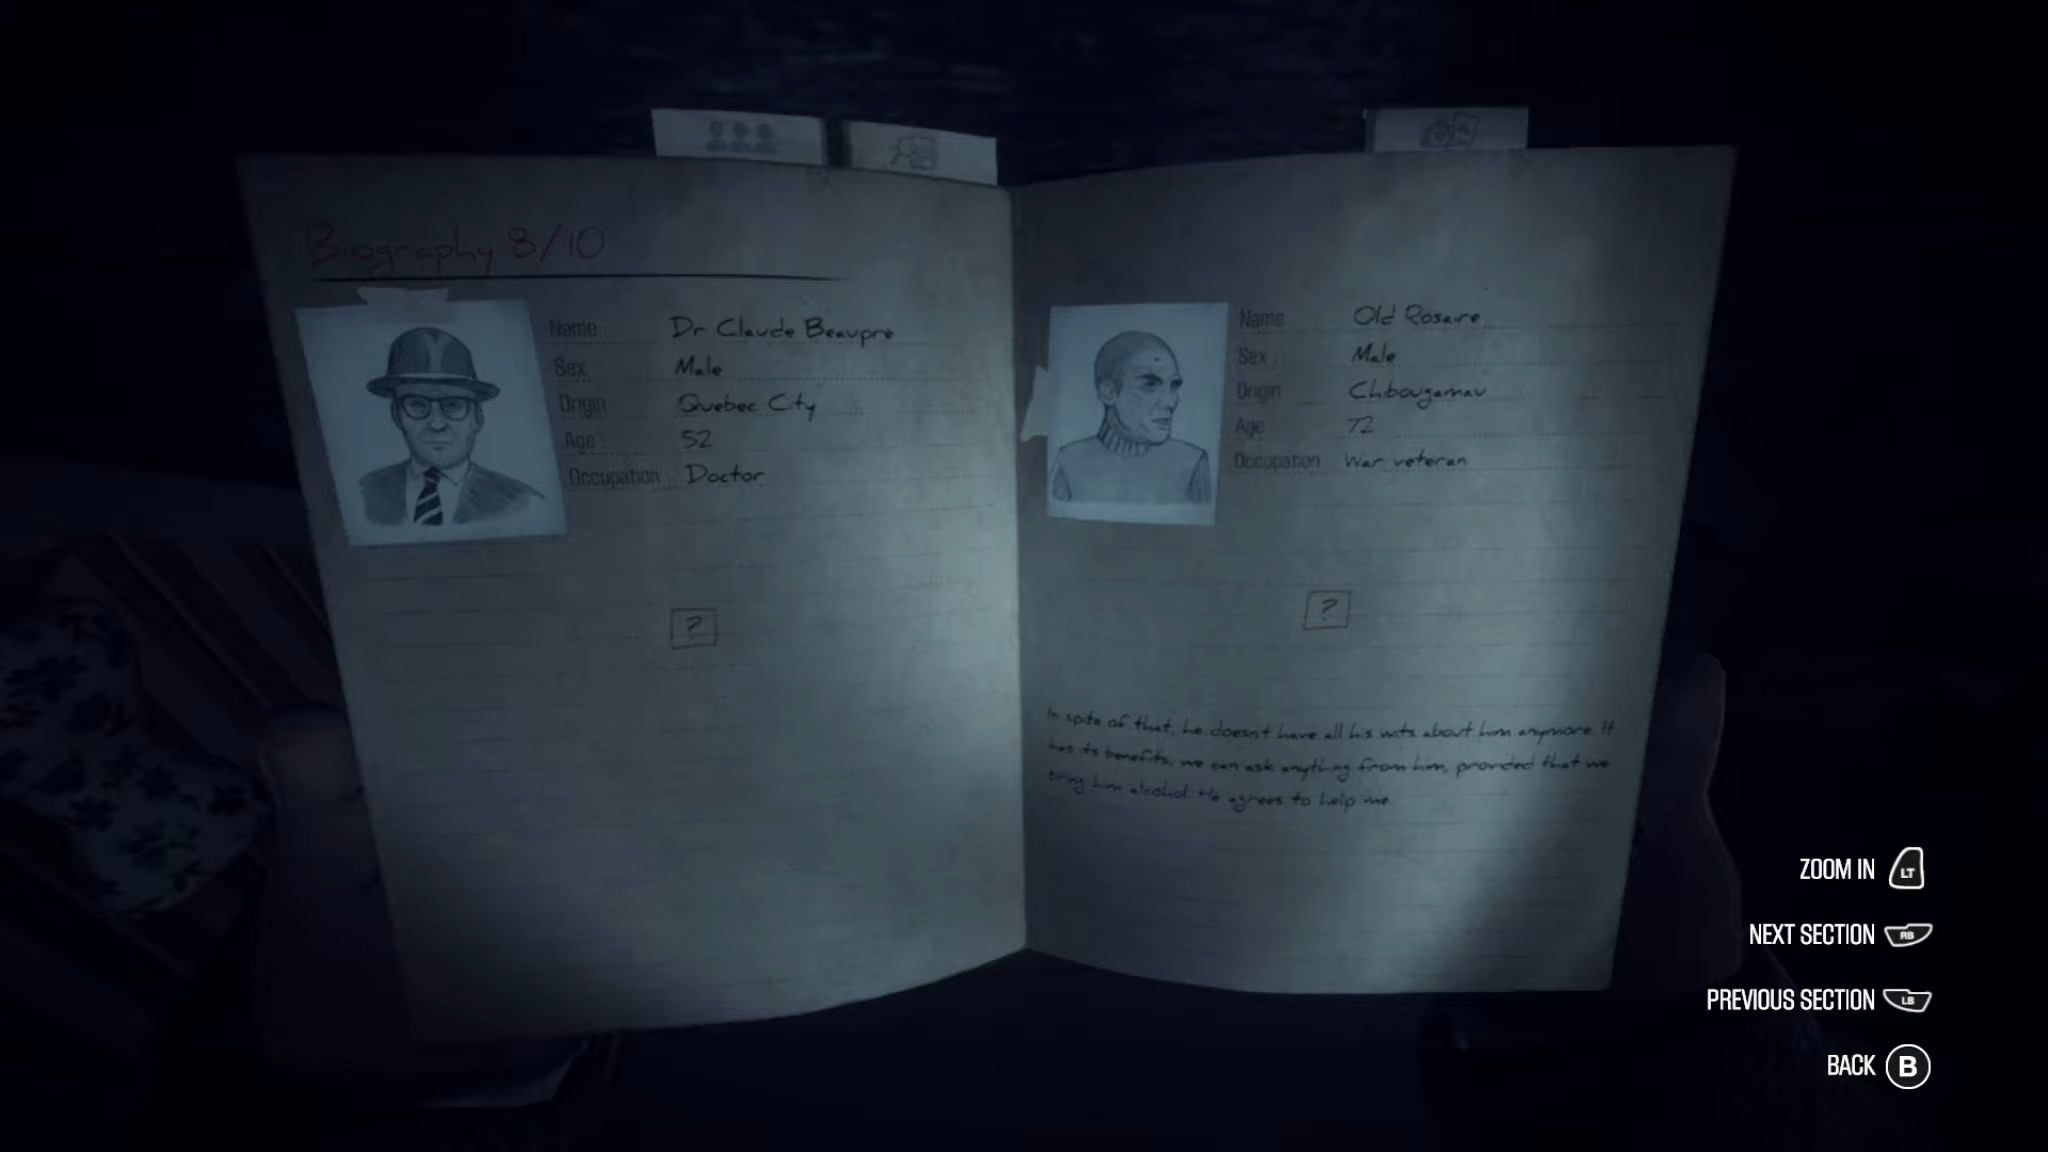 Biography 8/10
Name : Dr Claude Beaupre
Sex Male
Origin Quebec City
Age : 52
Occupation : Doctor
?
Name Old Rosaire
Sex : Male
Origin Chibougamau
Age 72
Occupation War veteran
?
In spite of that, he doesn't have all his wits about him anymore. It
has its benefits, we can ask anything from him, provided that we
bring him alcohol. He agrees to help me.
ZOOM IN LT
NEXT SECTION RB
PREVIOUS SECTION LB
BACK B